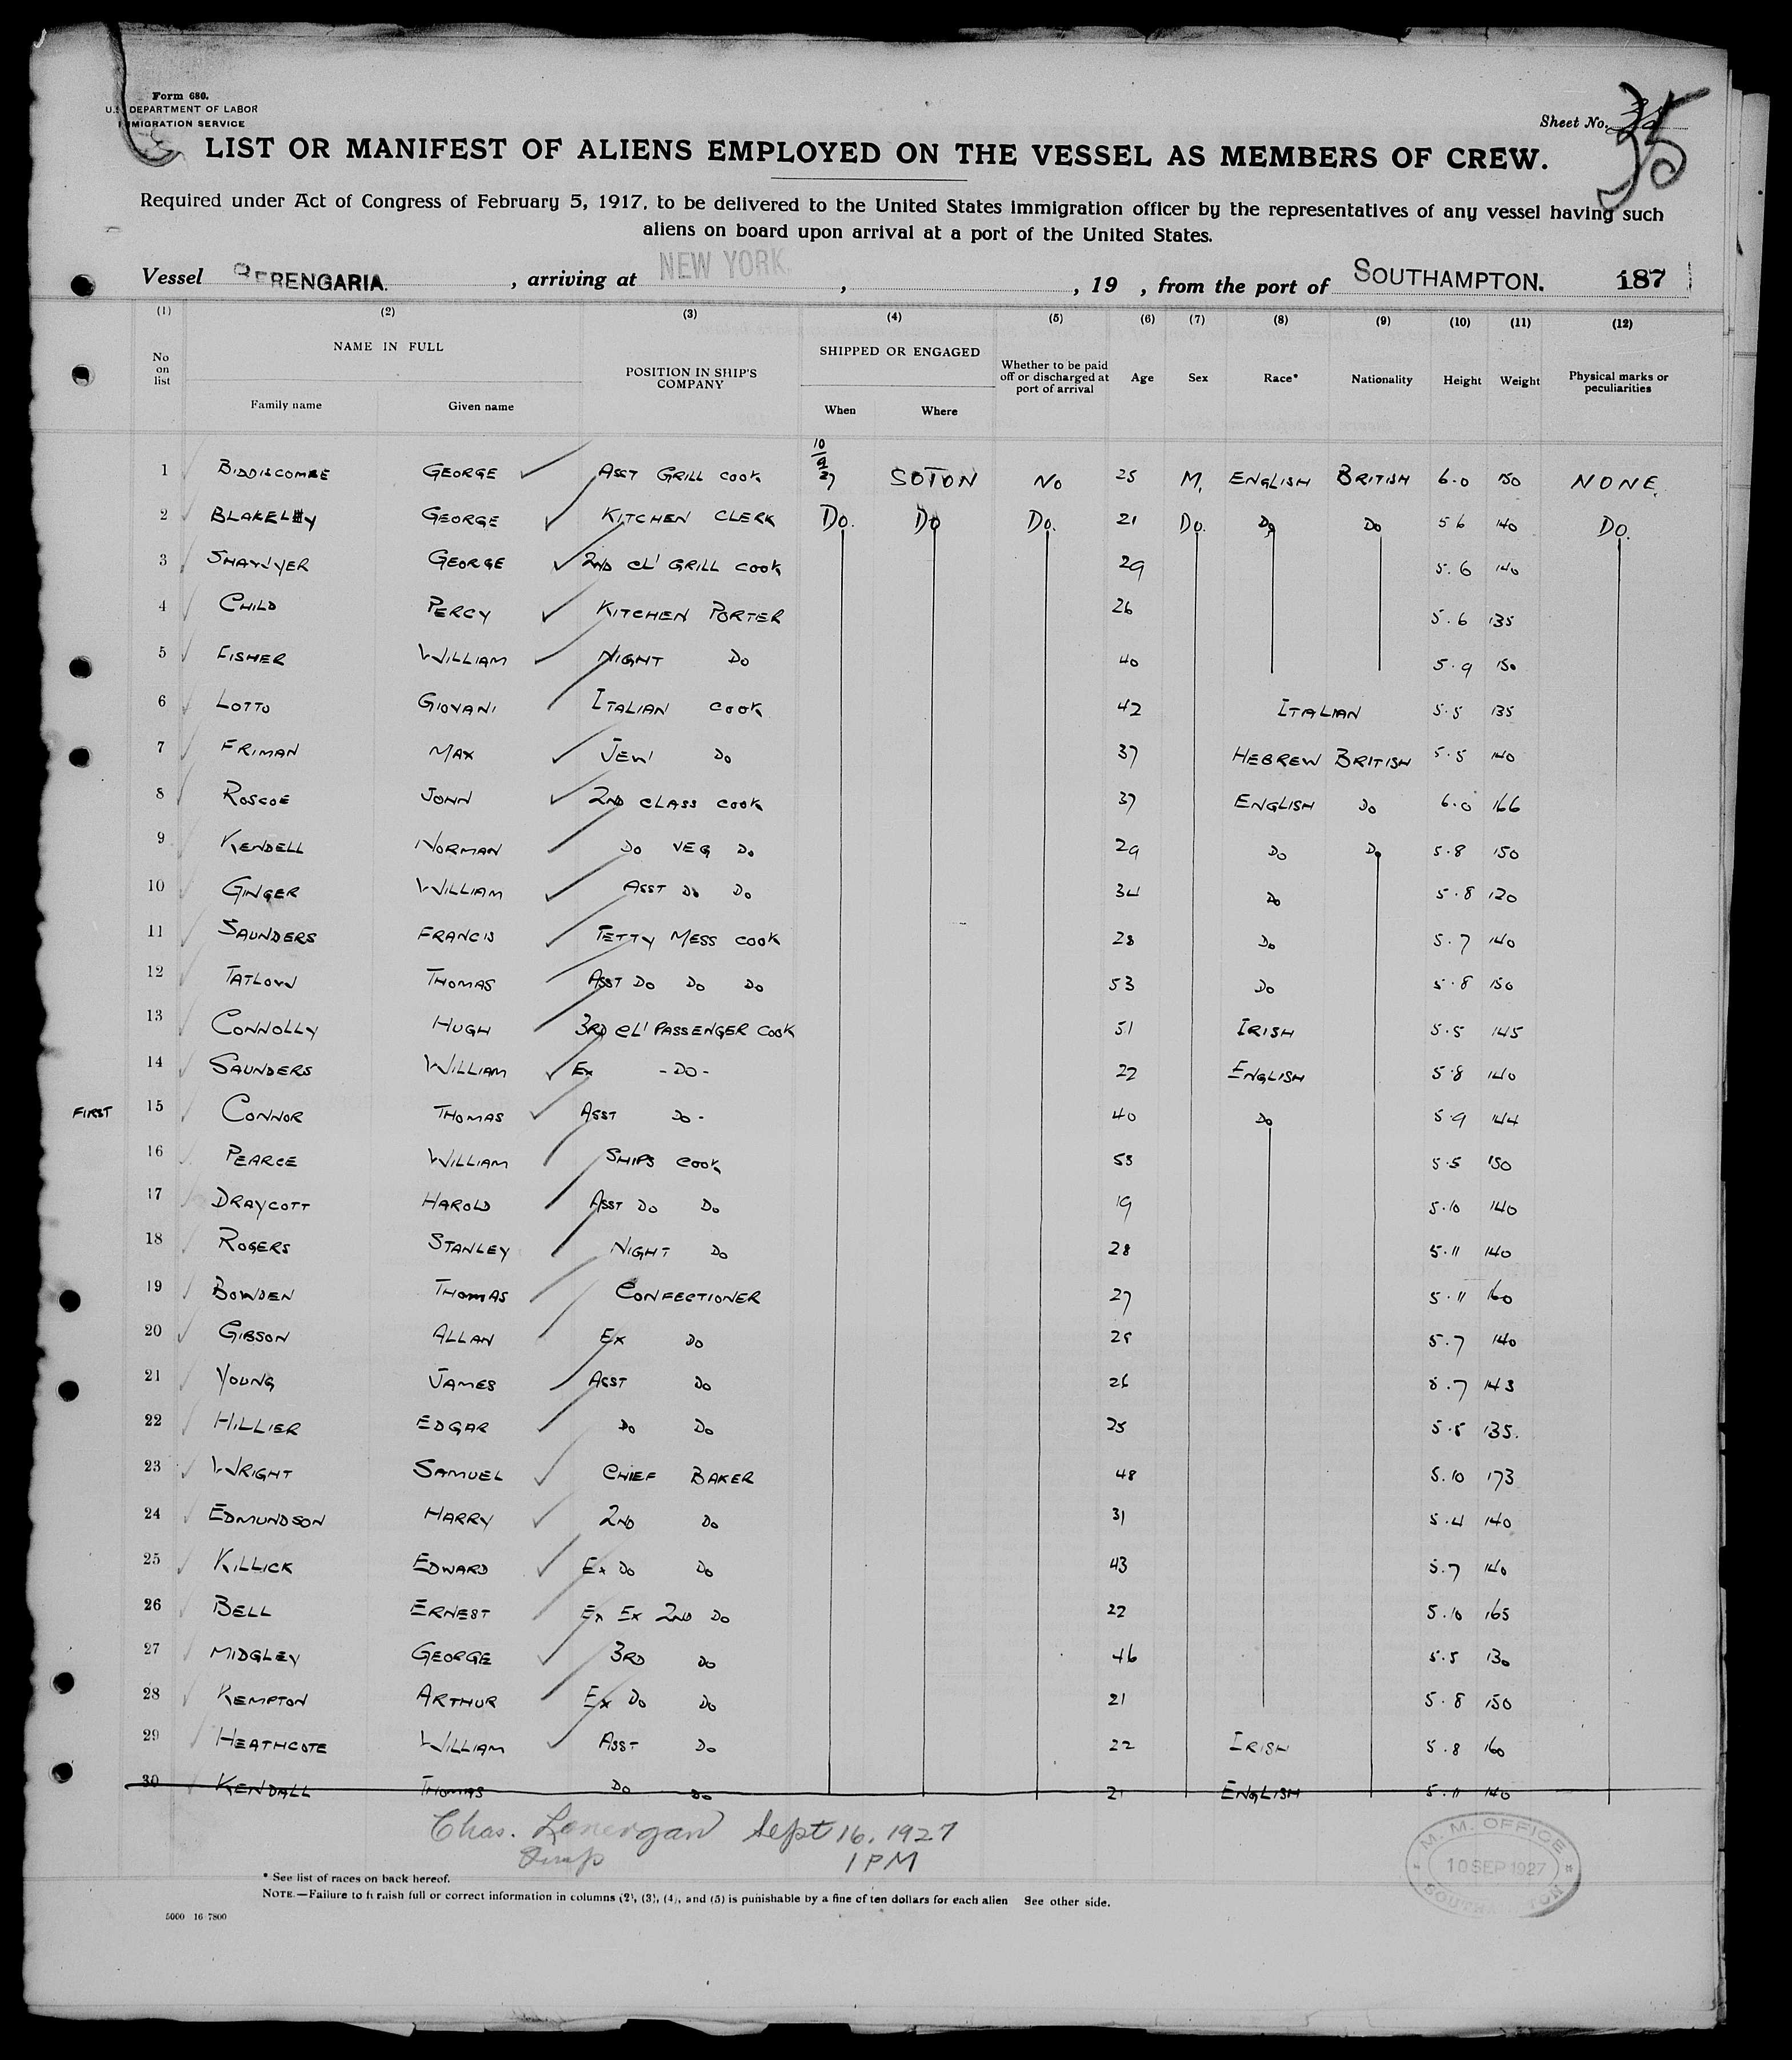 Form 680.
U.S. DEPARTMENT OF LABOR
IMMIGRATION SERVICE
Sheet No. 35
LIST OR MANIFEST OF ALIENS EMPLOYED ON THE VESSEL AS MEMBERS OF CREW.
Required under Act of Congress of February 5, 1917, to be delivered to the United States immigration officer by the representatives of any vessel having such
aliens on board upon arrival at a port of the United States.
Vessel BERENGARIA. , arriving at NEW YORK , , 19 , from the port of SOUTHAMPTON. 187
(1) (2) (3) (4) (5) (6) (7) (8) (9) (10) (11) (12)
No on list NAME IN FULL POSITION IN SHIP'S COMPANY SHIPPED OR ENGAGED Whether to be paid off or discharged at port of arrival Age Sex Race* Nationality Height Weight Physical marks or peculiarities
Family name Given name When Where
1 BIDDISCOMBE GEORGE ASST GRILL COOK 10/9/27 SOTON NO 25 M. ENGLISH BRITISH 6.0 150 NONE.
2 BLAKELY GEORGE KITCHEN CLERK DO. DO DO. 21 DO. DO DO 5 6 140 DO.
3 GEORGE 2ND CL' GRILL COOK 29 5.6 140
4 CHILD PERCY KITCHEN PORTER 26 5.6 135
5 FISHER WILLIAM NIGHT DO 40 5.9 150
6 LOTTO GIOVANI ITALIAN COOK 42 ITALIAN 5.5 135
7 FRIMAN MAX JEW' DO 37 HEBREW BRITISH 5.5 140
8 ROSCOE JOHN 2ND CLASS COOK 37 ENGLISH DO 6.0 166
9 KENDELL NORMAN DO VEG DO 29 DO DO 5.8 150
10 GINGER WILLIAM ASST DO DO 34 DO 5.8 120
11 SAUNDERS FRANCIS PETTY MESS COOK 28 DO 5.7 140
12 TATLOW THOMAS ASST DO DO DO 53 DO 5.8 150
13 CONNOLLY HUGH 3RD CL' PASSENGER COOK 51 IRISH 5.5 145
14 SAUNDERS WILLIAM EX -DO- 22 ENGLISH 5.8 140
FIRST 15 CONNOR THOMAS ASST DO- 40 DO 5.9 144
16 PEARCE WILLIAM SHIPS COOK 53 5.5 150
17 DRAYCOTT HAROLD ASST DO DO 19 5.10 140
18 ROGERS STANLEY NIGHT DO 28 5.11 140
19 BOWDEN THOMAS CONFECTIONER 27 5.11 160
20 GIBSON ALLAN EX DO 5.7 140
21 YOUNG JAMES ASST DO 26 5.7 143
22 HILLIER EDGAR DO DO 25 135.
23 WRIGHT SAMUEL CHIEF BAKER 48 5.10 173
24 EDMUNDSON HARRY 2ND DO 31 5.4 140
25 KILLICK EDWARD EX DO DO 43 5.7 140
26 BELL ERNEST EX EX 2ND DO 22 5.10 165
27 MIDGLEY GEORGE 3RD DO 46 5.5 130
28 KEMPTON ARTHUR EX DO DO 21 5.8 150
29 HEATHCOTE WILLIAM ASST DO 22 IRISH 5.8 160
30 KENDALL THOMAS DO DO 21 ENGLISH 5.11 140
Chas. Lonergan Sept 16, 1927
Insp 1 PM
M. M. OFFICE
10 SEP 1927
SOUTHAMPTON
* See list of races on back hereof.
NOTE.—Failure to furnish full or correct information in columns (2), (3), (4), and (5) is punishable by a fine of ten dollars for each alien See other side.
5000 16-7800